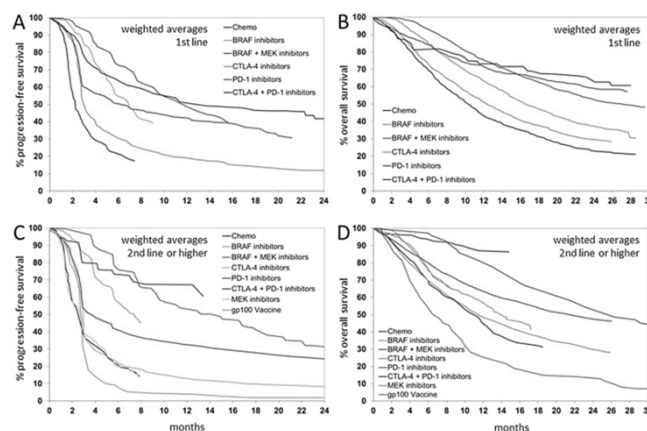 A
weighted averages
1st line
% progression-free survival
100
90
80
70
60
50
40
30
20
10
0
Chemo
BRAF inhibitors
BRAF + MEK inhibitors
CTLA-4 inhibitors
PD-1 inhibitors
CTLA-4 + PD-1 inhibitors
0 2 4 6 8 10 12 14 16 18 20 22 24
B
weighted averages
1st line
% overall survival
100
90
80
70
60
50
40
30
20
10
0
Chemo
BRAF inhibitors
BRAF + MEK inhibitors
CTLA-4 inhibitors
PD-1 inhibitors
CTLA-4 + PD-1 inhibitors
0 2 4 6 8 10 12 14 16 18 20 22 24 26 28
C
weighted averages
2nd line or higher
% progression-free survival
100
90
80
70
60
50
40
30
20
10
0
Chemo
BRAF inhibitors
BRAF + MEK inhibitors
CTLA-4 inhibitors
PD-1 inhibitors
CTLA-4 + PD-1 inhibitors
MEK inhibitors
gp100 Vaccine
0 2 4 6 8 10 12 14 16 18 20 22 24
months
D
weighted averages
2nd line or higher
% overall survival
100
90
80
70
60
50
40
30
20
10
0
Chemo
BRAF inhibitors
BRAF + MEK inhibitors
CTLA-4 inhibitors
PD-1 inhibitors
CTLA-4 + PD-1 inhibitors
MEK inhibitors
gp100 Vaccine
0 3 6 9 12 15 18 21 24 27 30
months